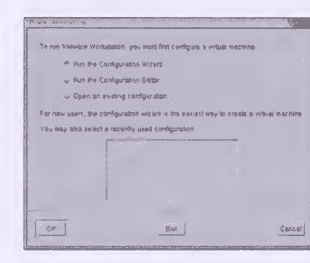 To run VMware Workstation, you must first configure a virtual machine
Run the Configuration Wizard
Run the Configuration Editor
Open an existing configuration
For new users, the configuration wizard is the easiest way to create a virtual machine
You may also select a recently used configuration
OK
Cancel